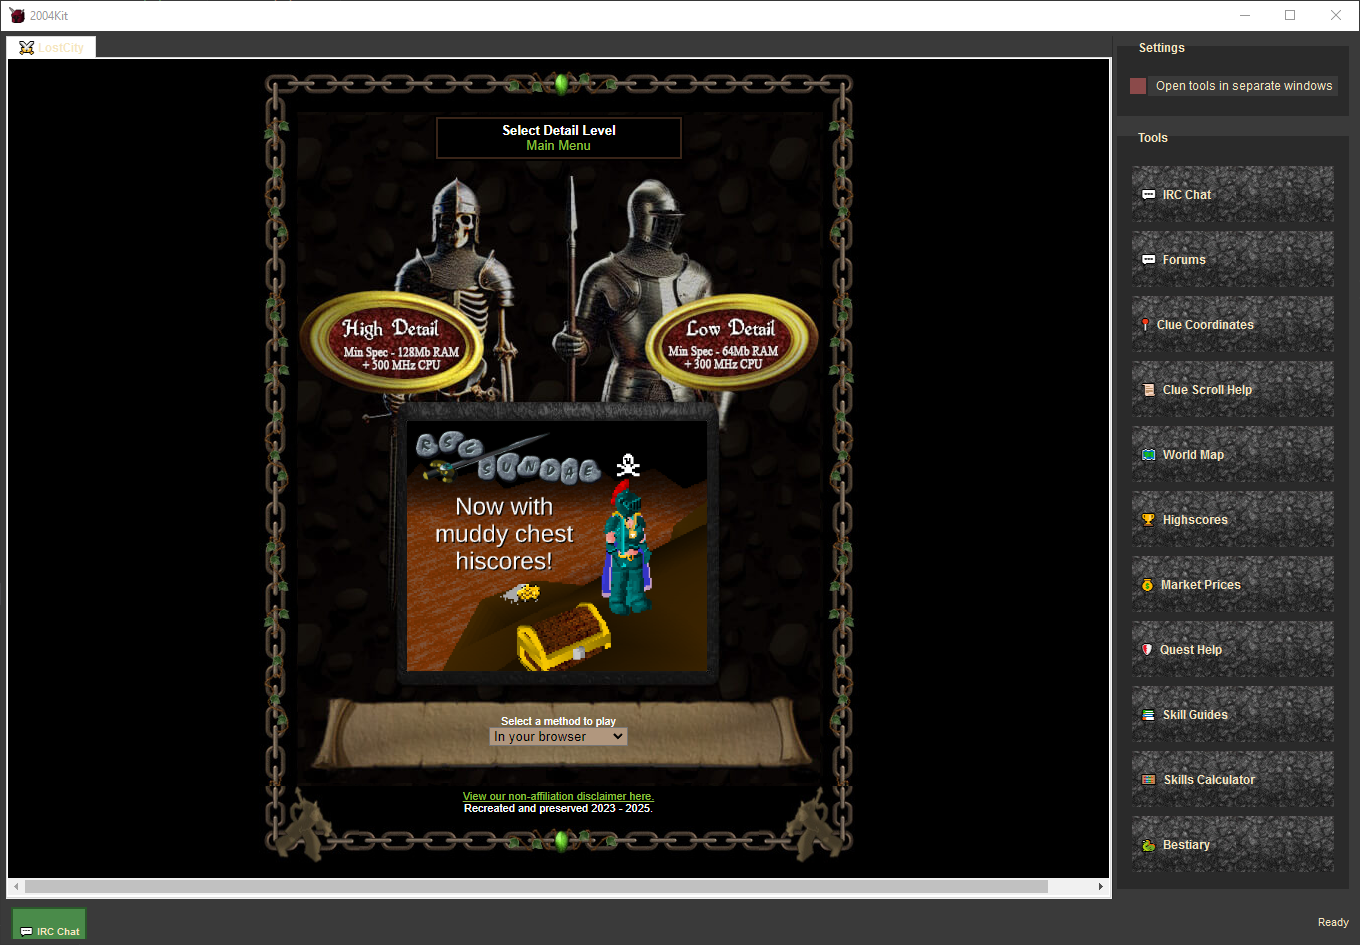 2004Kit
LostCity
Select Detail Level
Main Menu
High Detail
Min Spec - 128Mb RAM
+ 500 MHz CPU
Low Detail
Min Spec - 64Mb RAM
+ 300 MHz CPU
RSC
SUNDAE
Now with
muddy chest
hiscores!
Select a method to play
In your browser
View our non-affiliation disclaimer here.
Recreated and preserved 2023 - 2025.
Settings
Open tools in separate windows
Tools
IRC Chat
Forums
Clue Coordinates
Clue Scroll Help
World Map
Highscores
Market Prices
Quest Help
Skill Guides
Skills Calculator
Bestiary
IRC Chat
Ready